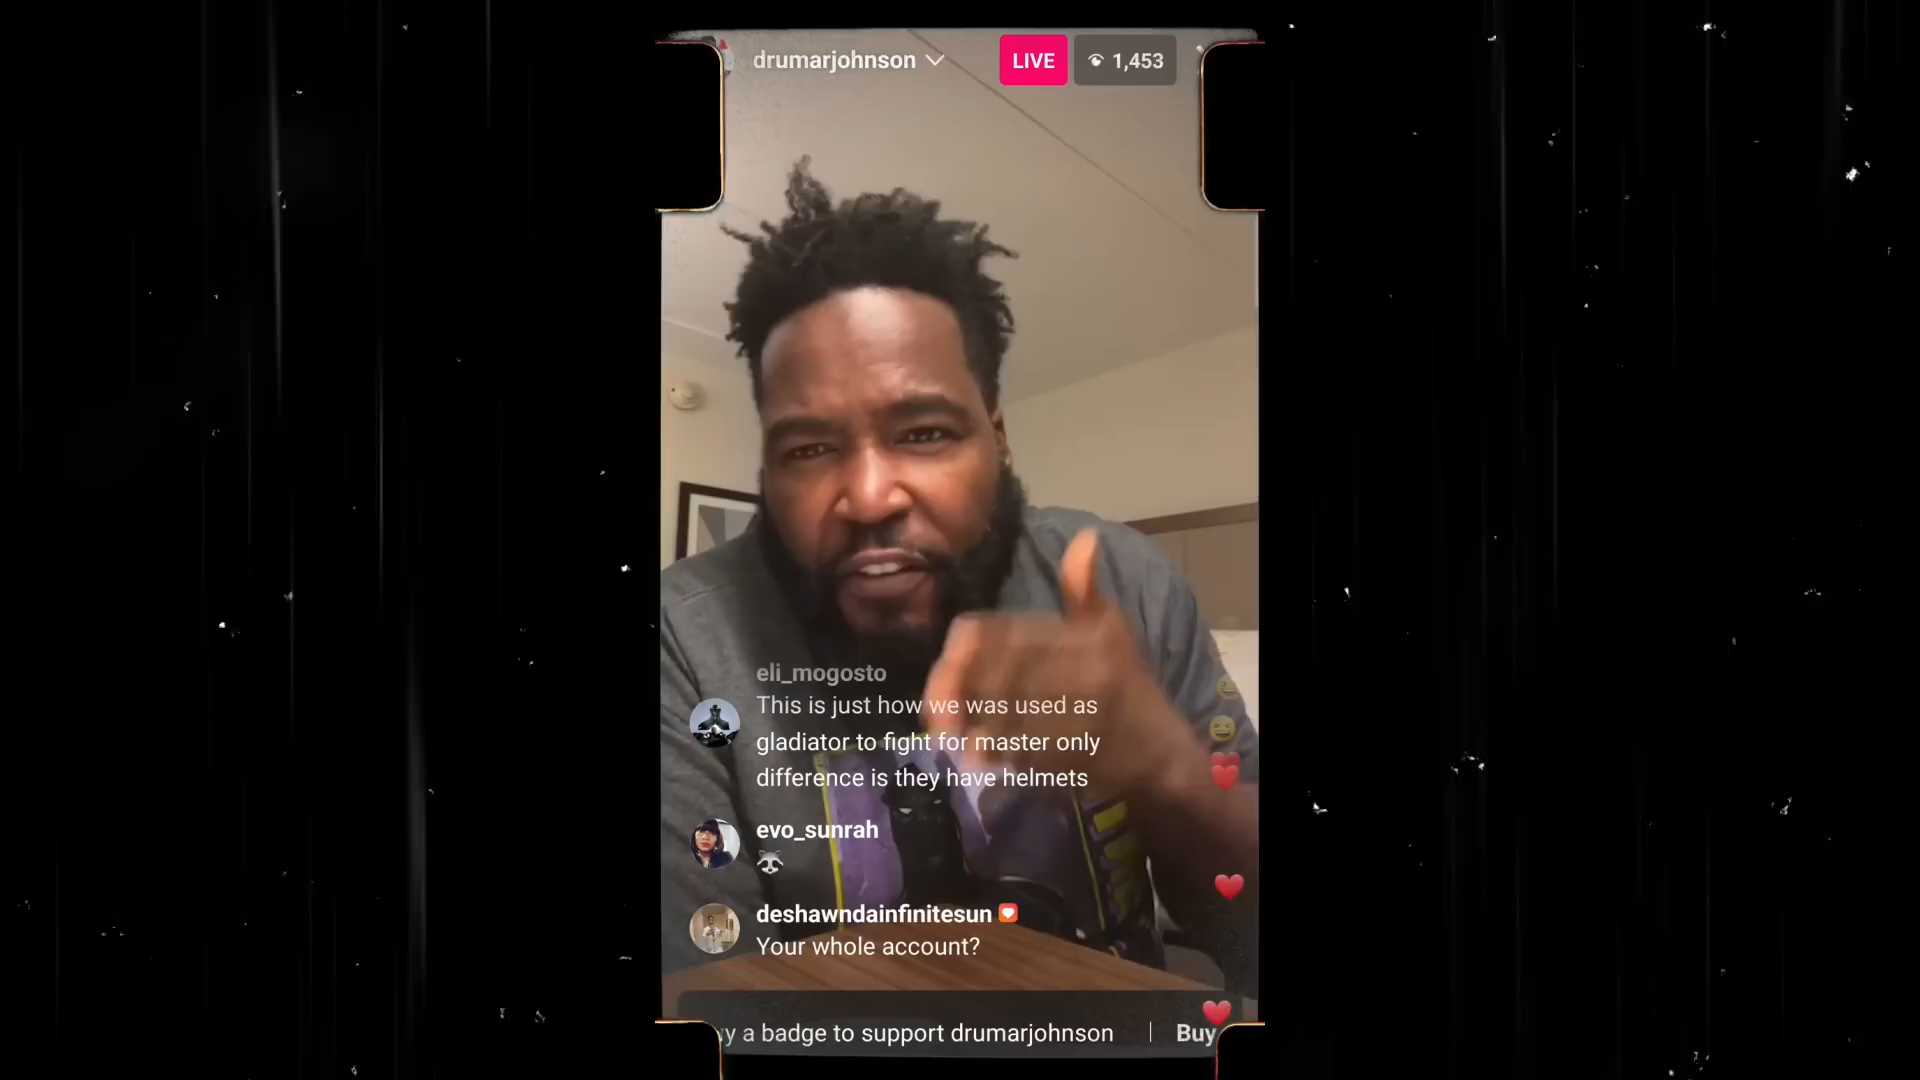 drumarjohnson
LIVE
1,453
eli_mogosto
This is just how we was used as
gladiator to fight for master only
difference is they have helmets
evo_sunrah
deshawndainfinitesun
Your whole account?
a badge to support drumarjohnson
Buy